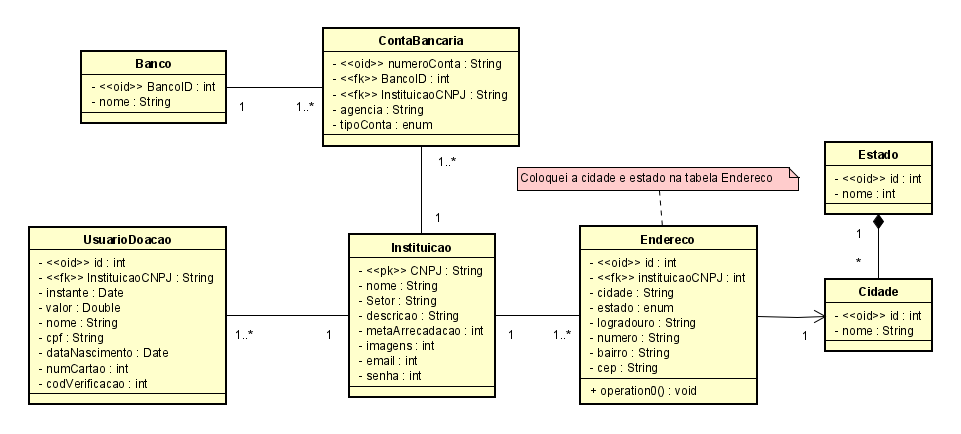 Banco
- <<oid>> BancoID : int
- nome : String
1
1..*
ContaBancaria
- <<oid>> numeroConta : String
- <<fk>> BancoID : int
- <<fk>> InstituicaoCNPJ : String
- agencia : String
- tipoConta : enum
1..*
1
Coloquei a cidade e estado na tabela Endereco
Estado
- <<oid>> id : int
- nome : int
1
*
UsuarioDoacao
- <<oid>> id : int
- <<fk>> InstituicaoCNPJ : String
- instante : Date
- valor : Double
- nome : String
- cpf : String
- dataNascimento : Date
- numCartao : int
- codVerificacao : int
1..*
1
Instituicao
- <<pk>> CNPJ : String
- nome : String
- Setor : String
- descricao : String
- metaArrecadacao : int
- imagens : int
- email : int
- senha : int
1
1..*
Endereco
- <<oid>> id : int
- <<fk>> instituicaoCNPJ : int
- cidade : String
- estado : enum
- logradouro : String
- numero : String
- bairro : String
- cep : String
+ operation0() : void
1
Cidade
- <<oid>> id : int
- nome : String